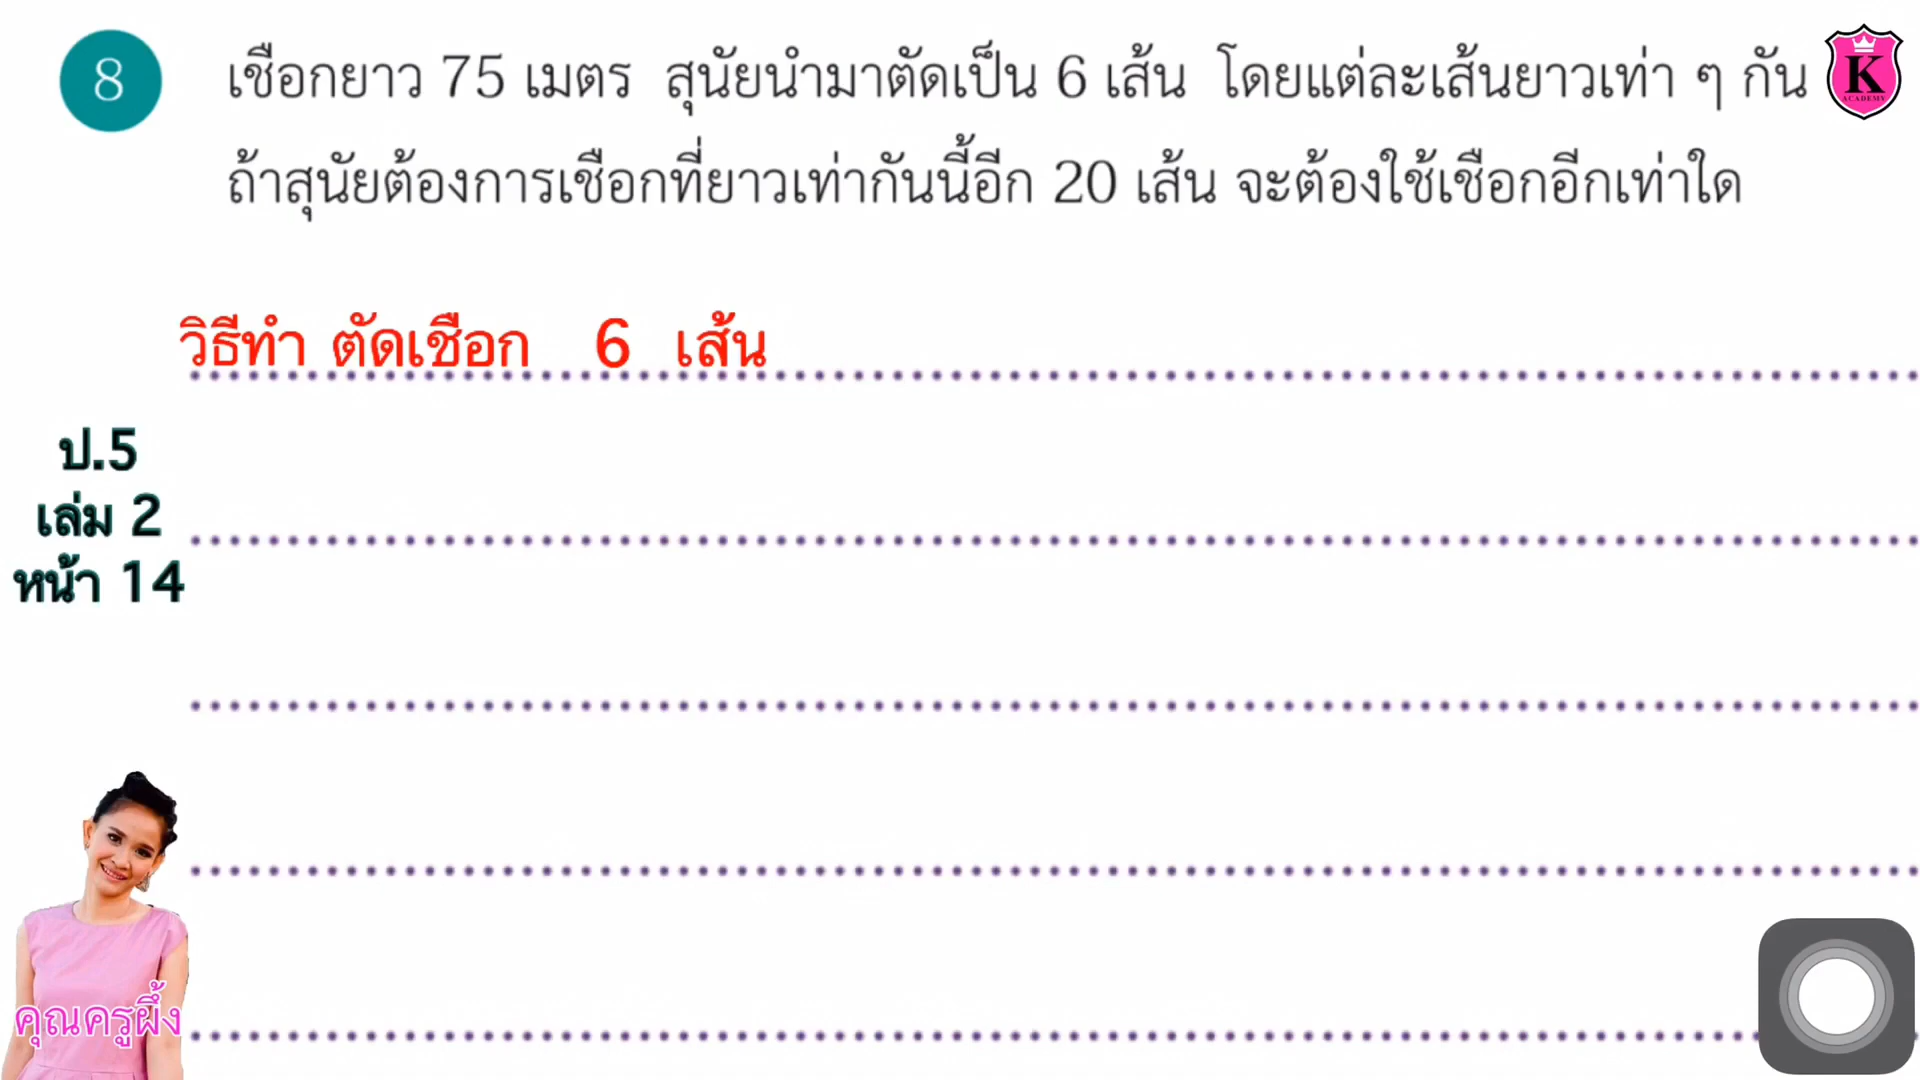 8
เชือกยาว 75 เมตร สุนัยนำมาตัดเป็น 6 เส้น โดยแต่ละเส้นยาวเท่า ๆ กัน
K
ACADEMY
ถ้าสุนัยต้องการเชือกที่ยาวเท่ากันนี้อีก 20 เส้น จะต้องใช้เชือกอีกเท่าใด
วิธีทำ ตัดเชือก 6 เส้น
ป.5
เล่ม 2
หน้า 14
คุณครูผึ้ง